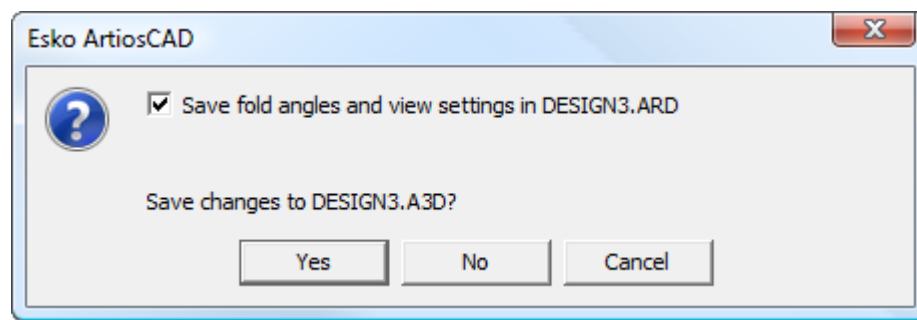 Esko ArtiosCAD
Save fold angles and view settings in DESIGN3.ARD
Save changes to DESIGN3.A3D?
Yes No Cancel